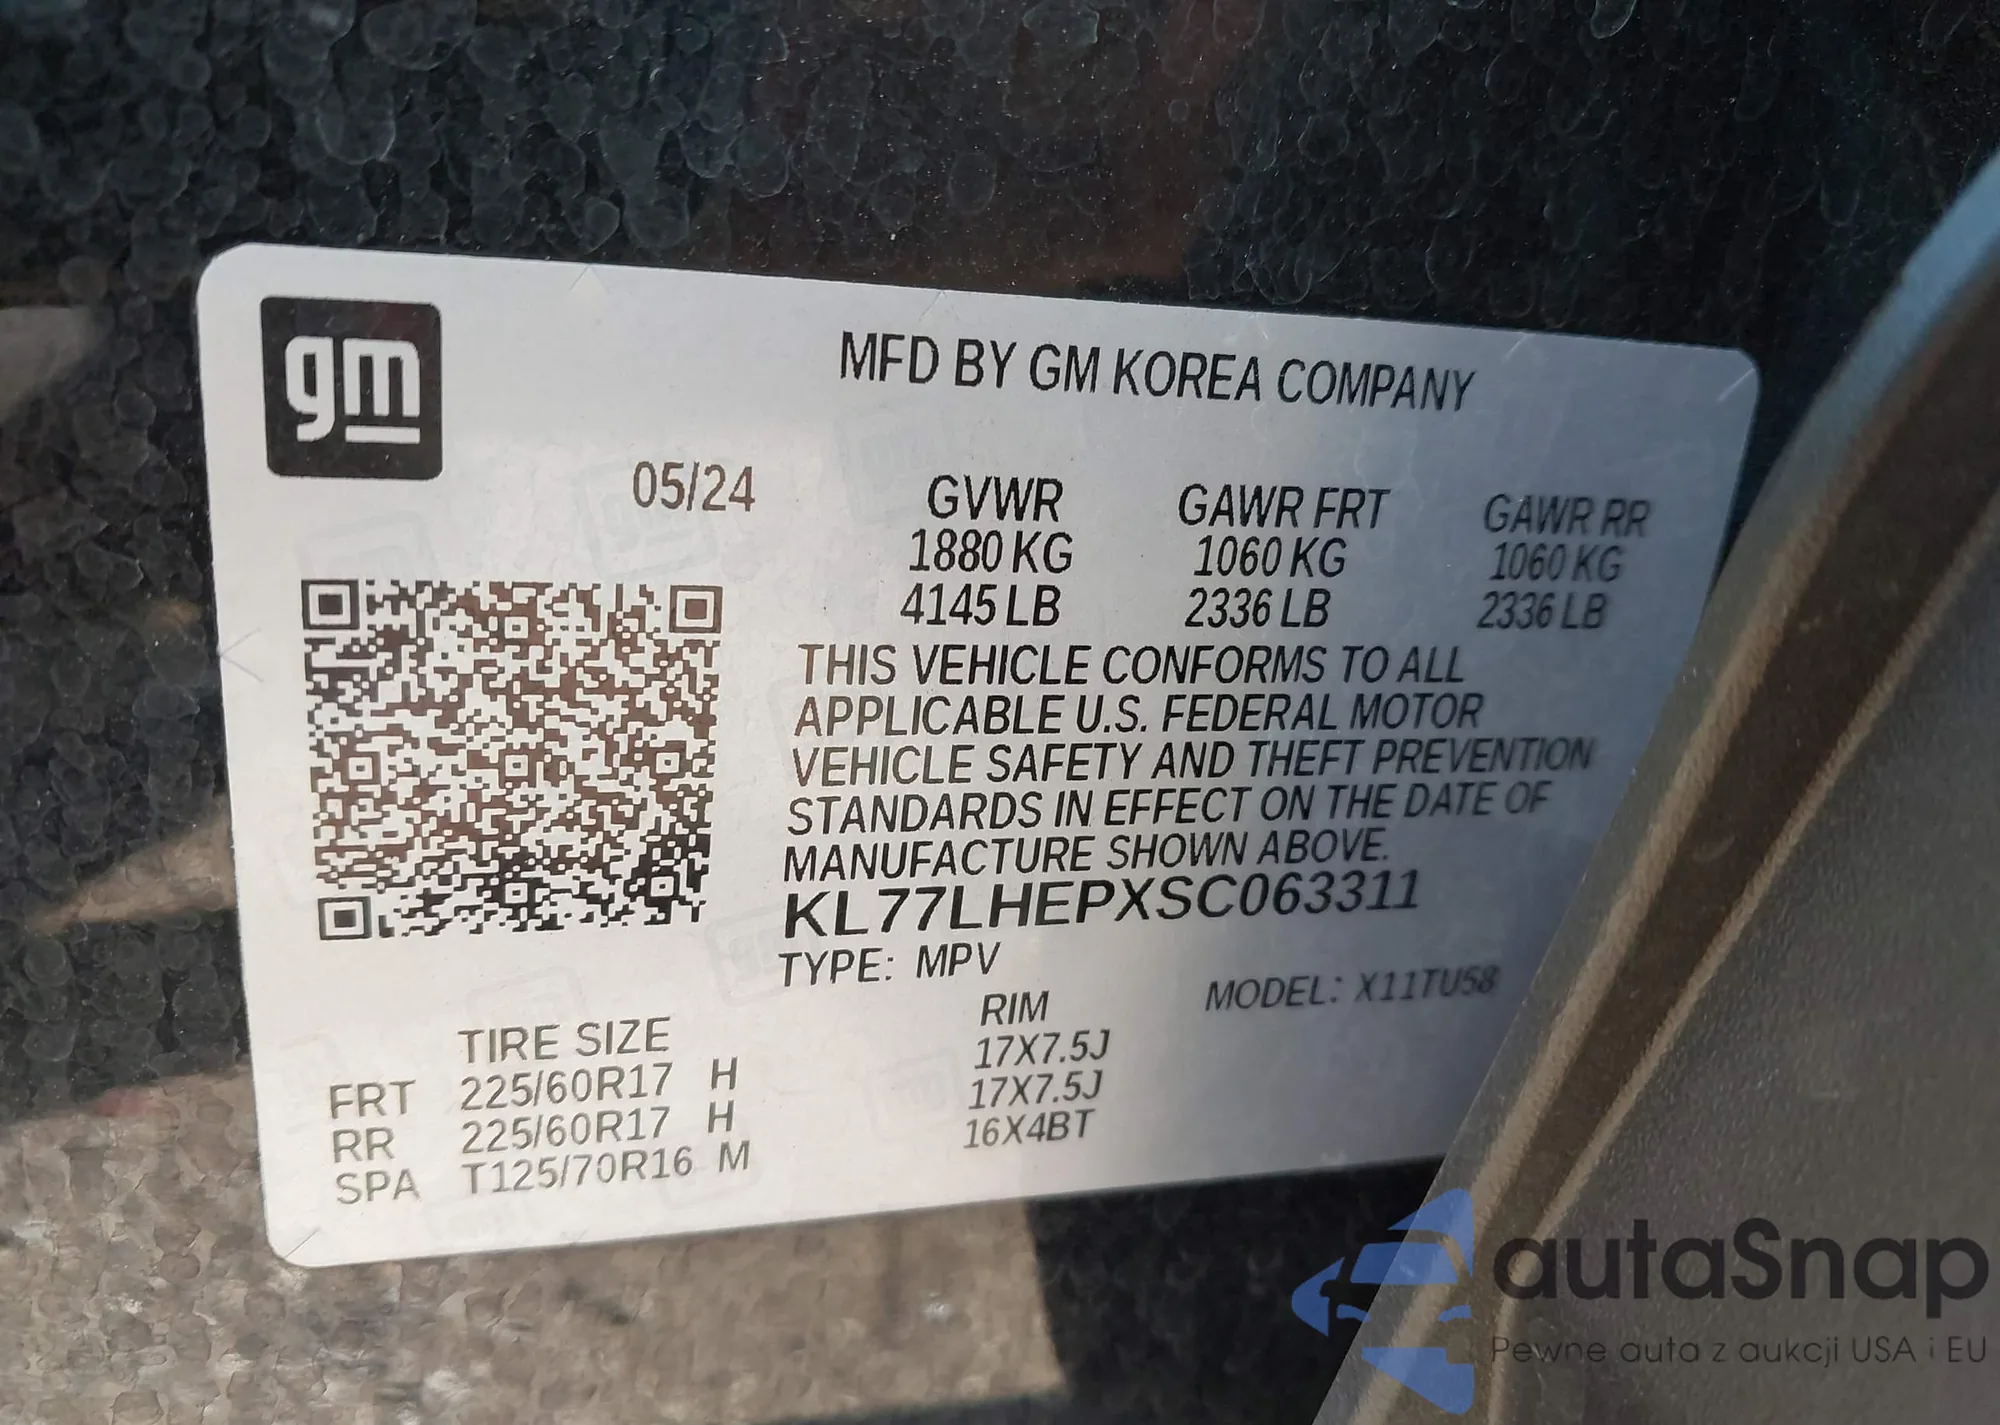 gm
MFD BY GM KOREA COMPANY
05/24
GVWR GAWR FRT GAWR RR
1880 KG 1060 KG 1060 KG
4145 LB 2336 LB 2336 LB
THIS VEHICLE CONFORMS TO ALL
APPLICABLE U.S. FEDERAL MOTOR
VEHICLE SAFETY AND THEFT PREVENTION
STANDARDS IN EFFECT ON THE DATE OF
MANUFACTURE SHOWN ABOVE.
KL77LHEPXSC063311
TYPE: MPV MODEL: X11TU58
TIRE SIZE RIM
FRT 225/60R17 H 17X7.5J
RR 225/60R17 H 17X7.5J
SPA T125/70R16 M 16X4BT
autaSnap
Pewne auta z aukcji USA i EU